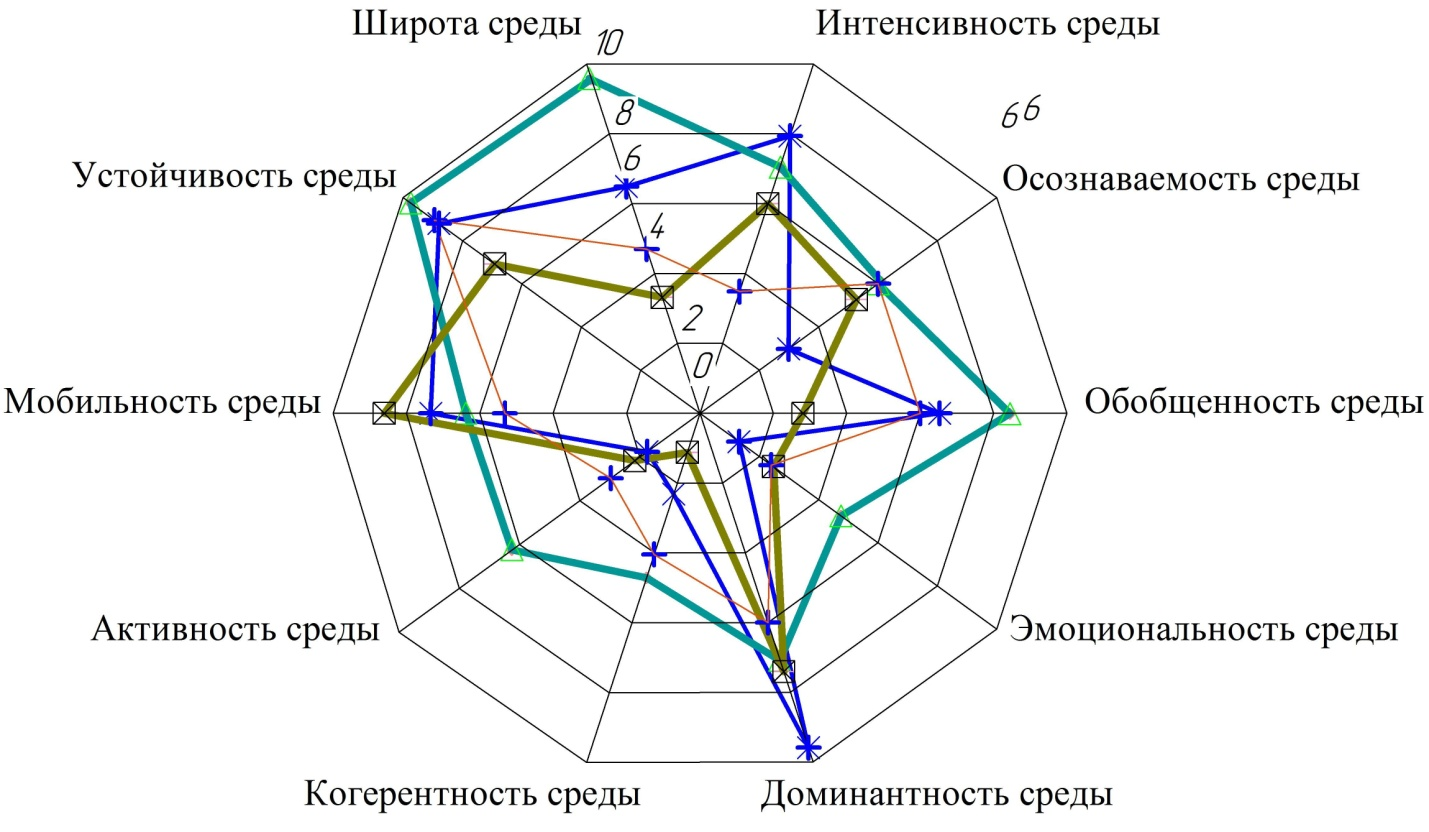 Широта среды
Интенсивность среды
10
8
66
6
Устойчивость среды
Осознаваемость среды
4
2
0
Мобильность среды
Обобщенность среды
Активность среды
Эмоциональность среды
Когерентность среды
Доминантность среды